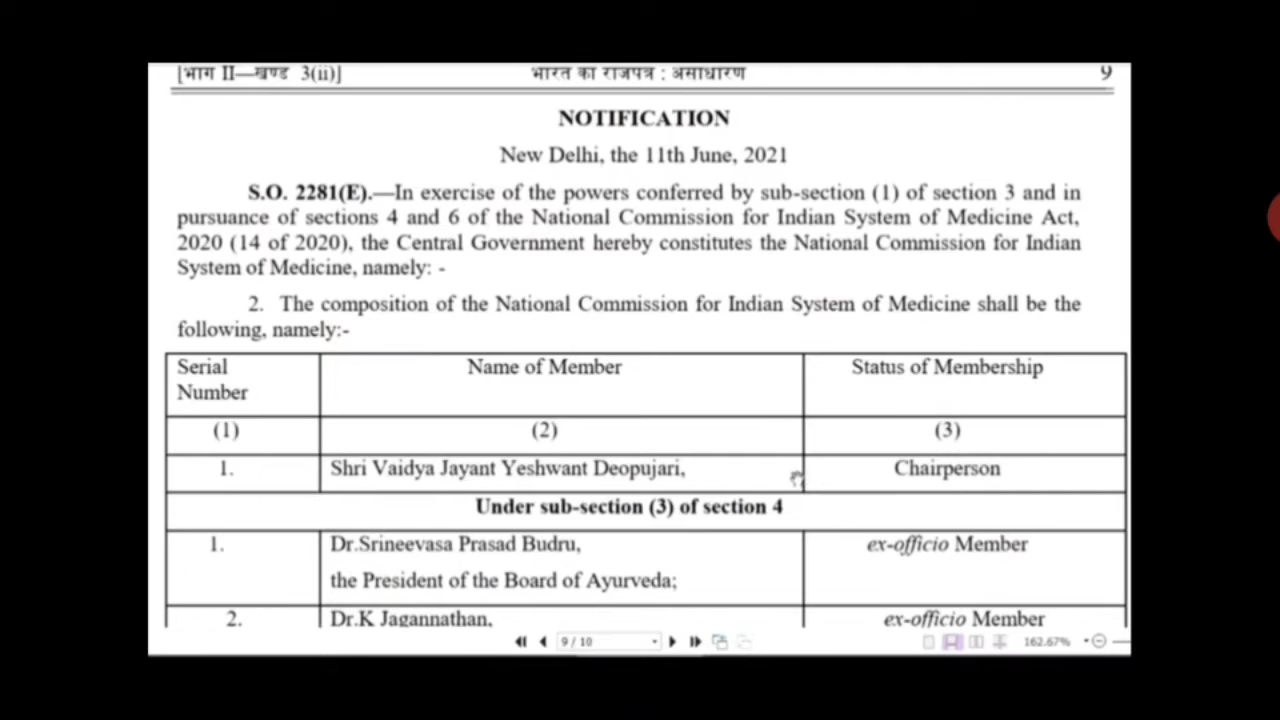 [भाग II—खण्ड 3(ii)] भारत का राजपत्र : असाधारण 9
NOTIFICATION
New Delhi, the 11th June, 2021
S.O. 2281(E).—In exercise of the powers conferred by sub-section (1) of section 3 and in
pursuance of sections 4 and 6 of the National Commission for Indian System of Medicine Act,
2020 (14 of 2020), the Central Government hereby constitutes the National Commission for Indian
System of Medicine, namely: -
2. The composition of the National Commission for Indian System of Medicine shall be the
following, namely:-
Serial Number Name of Member Status of Membership
(1) (2) (3)
1. Shri Vaidya Jayant Yeshwant Deopujari, Chairperson
Under sub-section (3) of section 4
1. Dr.Srineevasa Prasad Budru, ex-officio Member
the President of the Board of Ayurveda;
2. Dr.K Jagannathan, ex-officio Member
9 / 10 162.67%